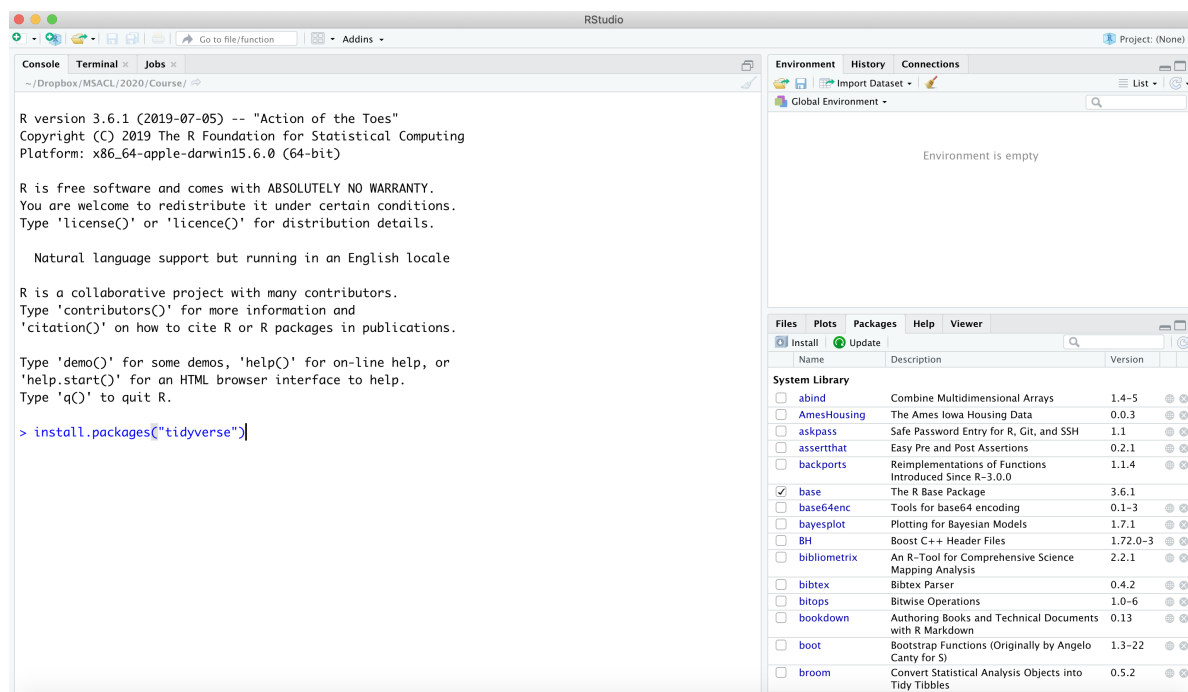 RStudio
Go to file/function
Addins
Project: (None)
Console Terminal Jobs
~/Dropbox/MSACL/2020/Course/
R version 3.6.1 (2019-07-05) -- "Action of the Toes"
Copyright (C) 2019 The R Foundation for Statistical Computing
Platform: x86_64-apple-darwin15.6.0 (64-bit)
R is free software and comes with ABSOLUTELY NO WARRANTY.
You are welcome to redistribute it under certain conditions.
Type 'license()' or 'licence()' for distribution details.
Natural language support but running in an English locale
R is a collaborative project with many contributors.
Type 'contributors()' for more information and
'citation()' on how to cite R or R packages in publications.
Type 'demo()' for some demos, 'help()' for on-line help, or
'help.start()' for an HTML browser interface to help.
Type 'q()' to quit R.
> install.packages("tidyverse")
Environment History Connections
Import Dataset
List
Global Environment
Environment is empty
Files Plots Packages Help Viewer
Install Update
Name Description Version
System Library
abind Combine Multidimensional Arrays 1.4-5
AmesHousing The Ames Iowa Housing Data 0.0.3
askpass Safe Password Entry for R, Git, and SSH 1.1
assertthat Easy Pre and Post Assertions 0.2.1
backports Reimplementations of Functions 1.1.4
Introduced Since R-3.0.0
base The R Base Package 3.6.1
base64enc Tools for base64 encoding 0.1-3
bayesplot Plotting for Bayesian Models 1.7.1
BH Boost C++ Header Files 1.72.0-3
bibliometrix An R-Tool for Comprehensive Science 2.2.1
Mapping Analysis
bibtex Bibtex Parser 0.4.2
bitops Bitwise Operations 1.0-6
bookdown Authoring Books and Technical Documents 0.13
with R Markdown
boot Bootstrap Functions (Originally by Angelo 1.3-22
Canty for S)
broom Convert Statistical Analysis Objects into 0.5.2
Tidy Tibbles